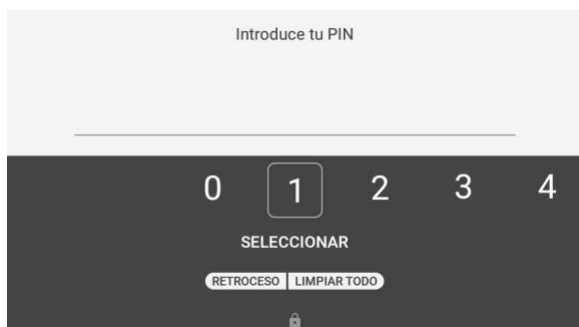 Introduce tu PIN
0 1 2 3 4
SELECCIONAR
RETROCESO LIMPIAR TODO